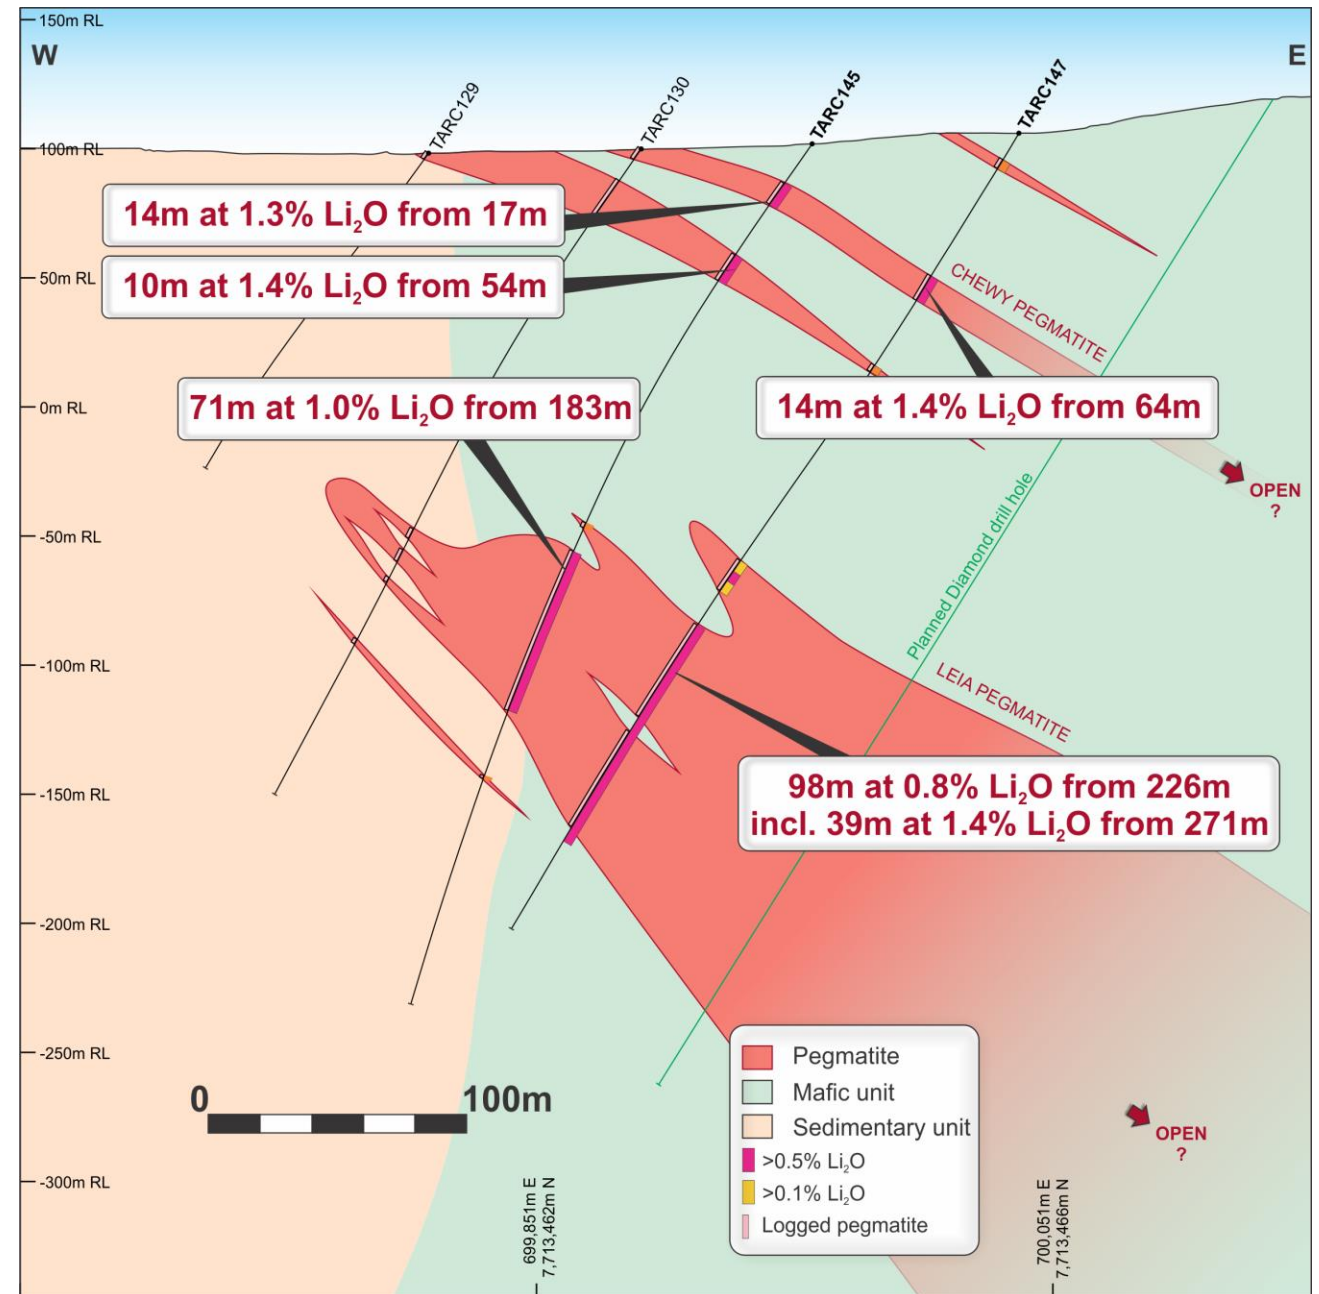 150m RL
W
E
TARC129
TARC130
TARC145
TARC147
100m RL
14m at 1.3% Li₂O from 17m
50m RL
10m at 1.4% Li₂O from 54m
CHEWY PEGMATITE
0m RL
71m at 1.0% Li₂O from 183m
14m at 1.4% Li₂O from 64m
OPEN
?
-50m RL
Planned Diamond drill hole
-100m RL
LEIA PEGMATITE
-150m RL
98m at 0.8% Li₂O from 226m
incl. 39m at 1.4% Li₂O from 271m
-200m RL
-250m RL
0
100m
Pegmatite
Mafic unit
Sedimentary unit
>0.5% Li₂O
>0.1% Li₂O
Logged pegmatite
OPEN
?
-300m RL
699,851m E
7,713,462m N
700,051m E
7,713,466m N